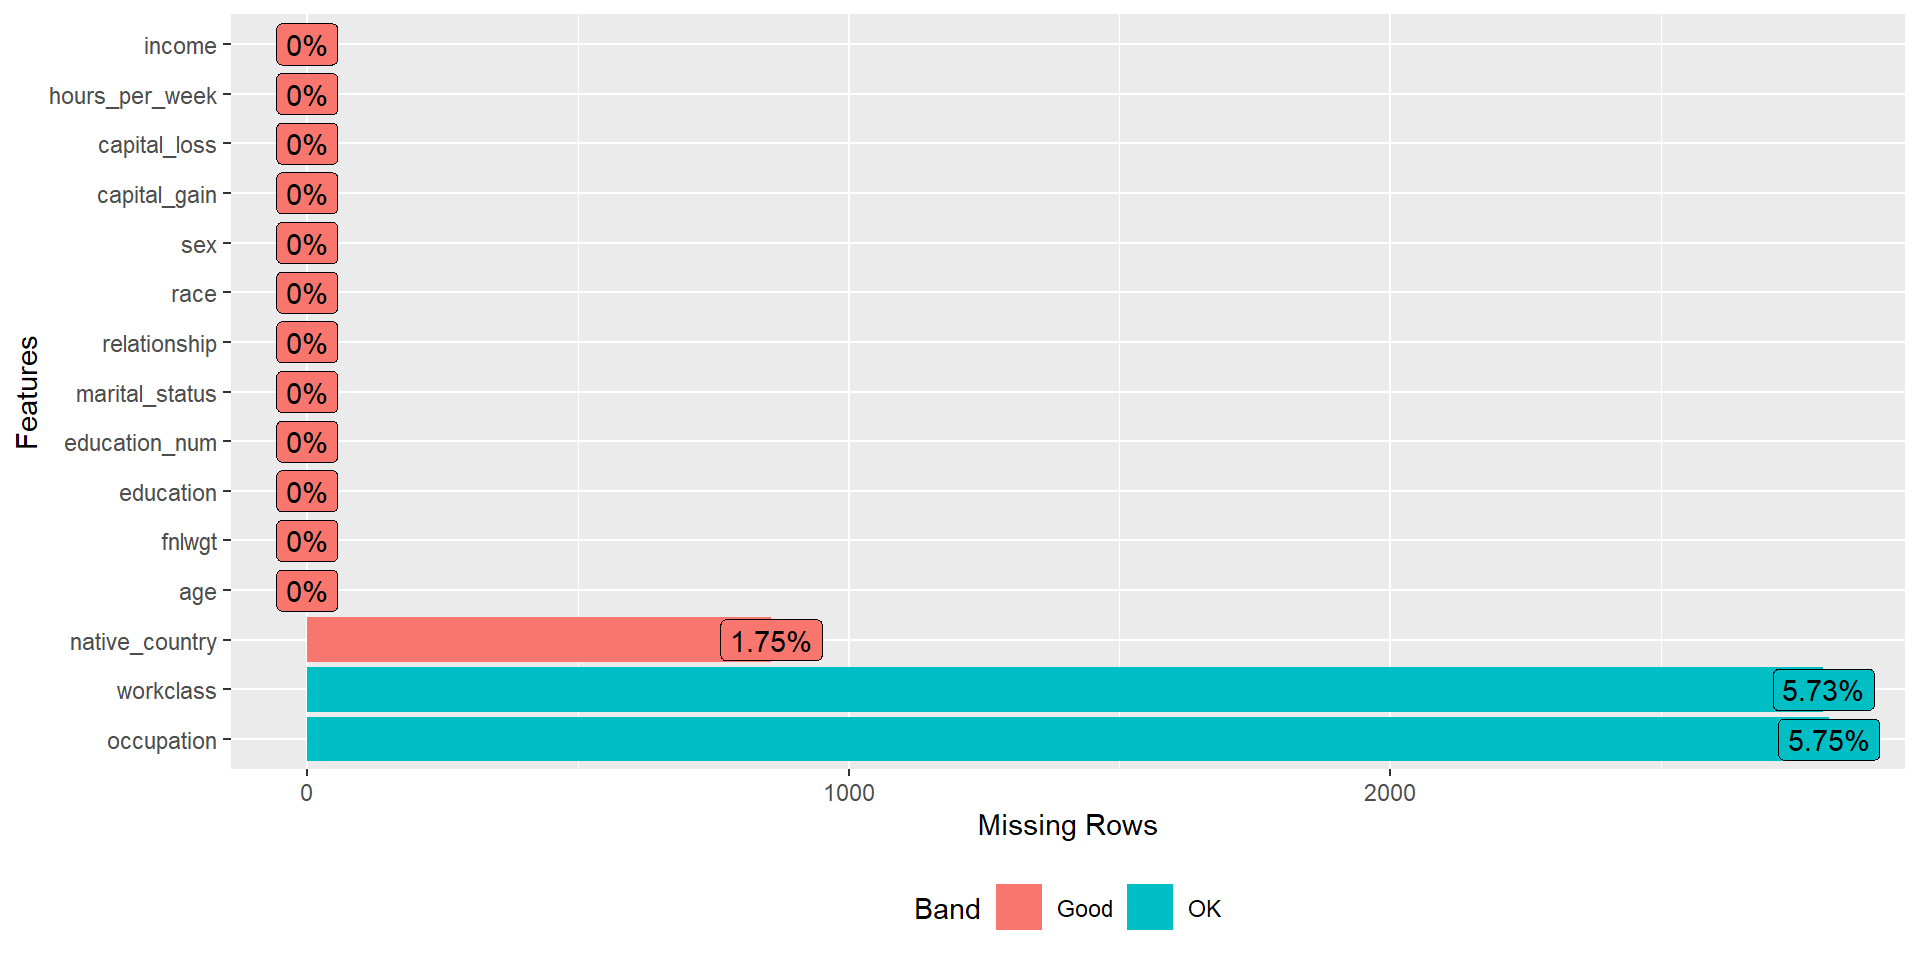 income 0%
hours_per_week 0%
capital_loss 0%
capital_gain 0%
sex 0%
race 0%
relationship 0%
marital_status 0%
education_num 0%
education 0%
fnlwgt 0%
age 0%
native_country 1.75%
workclass 5.73%
occupation 5.75%
Features
0 1000 2000
Missing Rows
Band Good OK